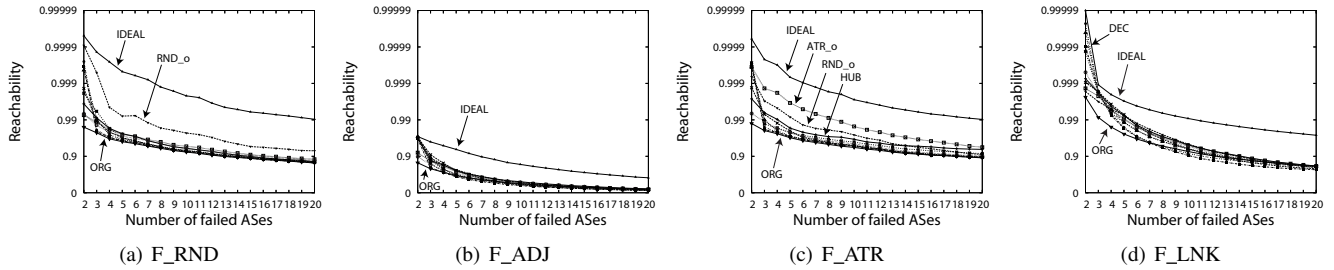 0.99999
0.9999
0.999
0.99
0.9
0
Reachability
IDEAL
RND_o
ORG
2 3 4 5 6 7 8 9 10 11 12 13 14 15 16 17 18 19 20
Number of failed ASes
(a) F_RND
0.99999
0.9999
0.999
0.99
0.9
0
Reachability
IDEAL
ORG
2 3 4 5 6 7 8 9 10 11 12 13 14 15 16 17 18 19 20
Number of failed ASes
(b) F_ADJ
0.99999
0.9999
0.999
0.99
0.9
0
Reachability
IDEAL
ATR_o
RND_o
HUB
ORG
2 3 4 5 6 7 8 9 10 11 12 13 14 15 16 17 18 19 20
Number of failed ASes
(c) F_ATR
0.99999
0.9999
0.999
0.99
0.9
0
Reachability
DEC
IDEAL
ORG
2 3 4 5 6 7 8 9 10 11 12 13 14 15 16 17 18 19 20
Number of failed ASes
(d) F_LNK